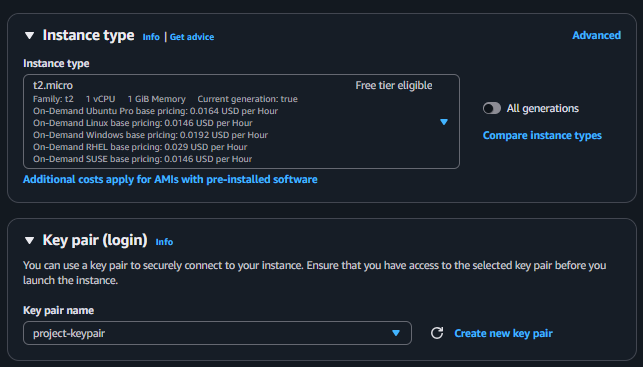 Instance type Info | Get advice Advanced
Instance type
t2.micro Free tier eligible
Family: t2 1 vCPU 1 GiB Memory Current generation: true
On-Demand Ubuntu Pro base pricing: 0.0164 USD per Hour
On-Demand Linux base pricing: 0.0146 USD per Hour
On-Demand Windows base pricing: 0.0192 USD per Hour
On-Demand RHEL base pricing: 0.029 USD per Hour
On-Demand SUSE base pricing: 0.0146 USD per Hour
All generations
Compare instance types
Additional costs apply for AMIs with pre-installed software
Key pair (login) Info
You can use a key pair to securely connect to your instance. Ensure that you have access to the selected key pair before you
launch the instance.
Key pair name
project-keypair Create new key pair